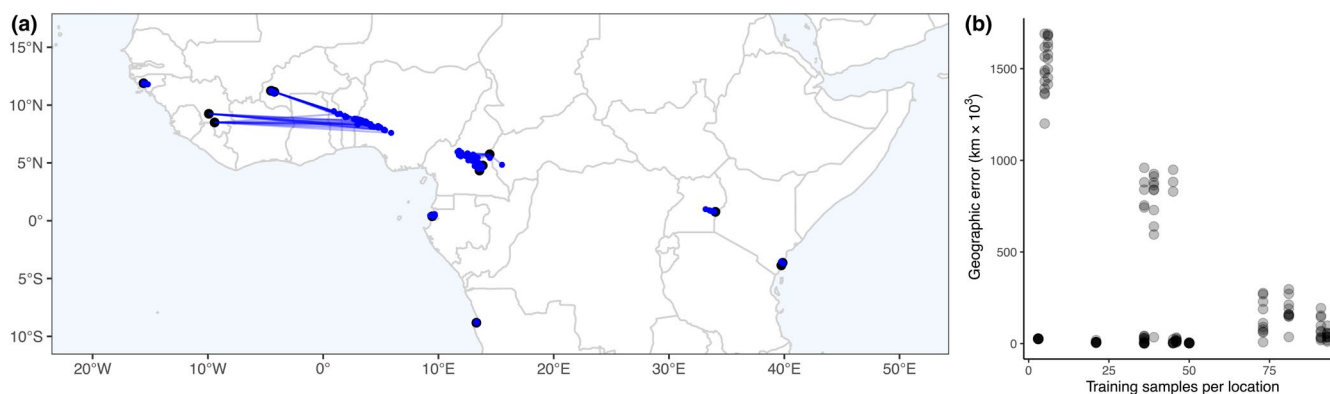 (a)
15°N
10°N
5°N
0°
5°S
10°S
20°W
10°W
0°
10°E
20°E
30°E
40°E
50°E
(b)
Geographic error (km × 10³)
1500
1000
500
0
0
25
50
75
Training samples per location